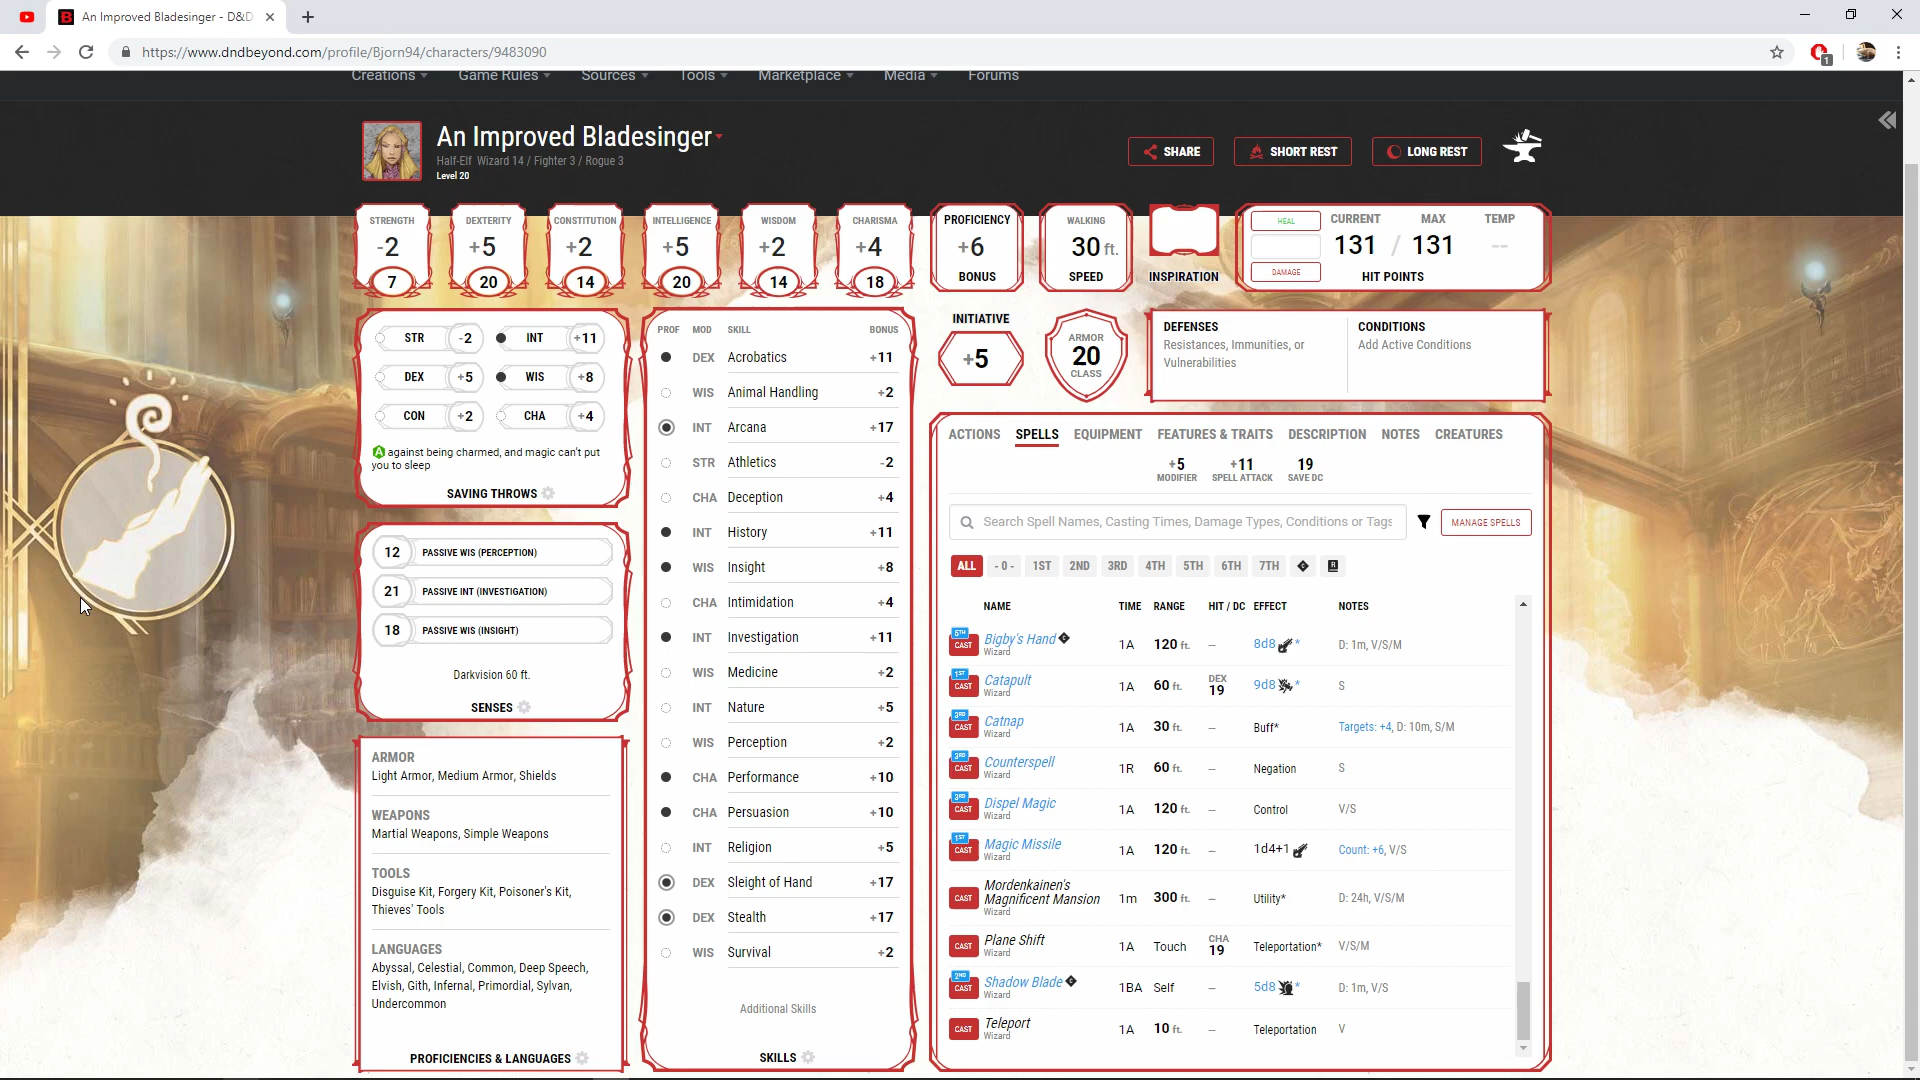 An Improved Bladesinger - D&D
https://www.dndbeyond.com/profile/Bjorn94/characters/9483090
1
Creations
Game Rules
Sources
Tools
Marketplace
Media
Forums
An Improved Bladesinger
Half-Elf Wizard 14 / Fighter 3 / Rogue 3
Level 20
SHARE
SHORT REST
LONG REST
STRENGTH
-2
7
DEXTERITY
+5
20
CONSTITUTION
+2
14
INTELLIGENCE
+5
20
WISDOM
+2
14
CHARISMA
+4
18
PROFICIENCY
+6
BONUS
WALKING
30 ft.
SPEED
INSPIRATION
HEAL
DAMAGE
CURRENT MAX TEMP
131 / 131 --
HIT POINTS
STR -2
INT +11
DEX +5
WIS +8
CON +2
CHA +4
A against being charmed, and magic can't put
you to sleep
SAVING THROWS
12 PASSIVE WIS (PERCEPTION)
21 PASSIVE INT (INVESTIGATION)
18 PASSIVE WIS (INSIGHT)
Darkvision 60 ft.
SENSES
ARMOR
Light Armor, Medium Armor, Shields
WEAPONS
Martial Weapons, Simple Weapons
TOOLS
Disguise Kit, Forgery Kit, Poisoner's Kit,
Thieves' Tools
LANGUAGES
Abyssal, Celestial, Common, Deep Speech,
Elvish, Gith, Infernal, Primordial, Sylvan,
Undercommon
PROFICIENCIES & LANGUAGES
PROF MOD SKILL BONUS
DEX Acrobatics +11
WIS Animal Handling +2
INT Arcana +17
STR Athletics -2
CHA Deception +4
INT History +11
WIS Insight +8
CHA Intimidation +4
INT Investigation +11
WIS Medicine +2
INT Nature +5
WIS Perception +2
CHA Performance +10
CHA Persuasion +10
INT Religion +5
DEX Sleight of Hand +17
DEX Stealth +17
WIS Survival +2
Additional Skills
SKILLS
INITIATIVE
+5
ARMOR
20
CLASS
DEFENSES
Resistances, Immunities, or
Vulnerabilities
CONDITIONS
Add Active Conditions
ACTIONS SPELLS EQUIPMENT FEATURES & TRAITS DESCRIPTION NOTES CREATURES
+5 +11 19
MODIFIER SPELL ATTACK SAVE DC
Search Spell Names, Casting Times, Damage Types, Conditions or Tags
MANAGE SPELLS
ALL - 0 - 1ST 2ND 3RD 4TH 5TH 6TH 7TH R
NAME TIME RANGE HIT / DC EFFECT NOTES
5TH CAST Bigby's Hand 1A 120 ft. -- 8d8 * D: 1m, V/S/M
Wizard
1ST CAST Catapult 1A 60 ft. DEX 19 9d8 * S
Wizard
3RD CAST Catnap 1A 30 ft. -- Buff* Targets: +4, D: 10m, S/M
Wizard
3RD CAST Counterspell 1R 60 ft. -- Negation S
Wizard
3RD CAST Dispel Magic 1A 120 ft. -- Control V/S
Wizard
1ST CAST Magic Missile 1A 120 ft. -- 1d4+1 Count: +6, V/S
Wizard
CAST Mordenkainen's
Magnificent Mansion 1m 300 ft. -- Utility* D: 24h, V/S/M
Wizard
CAST Plane Shift 1A Touch CHA 19 Teleportation* V/S/M
Wizard
2ND CAST Shadow Blade 1BA Self -- 5d8 * D: 1m, V/S
Wizard
CAST Teleport 1A 10 ft. -- Teleportation V
Wizard